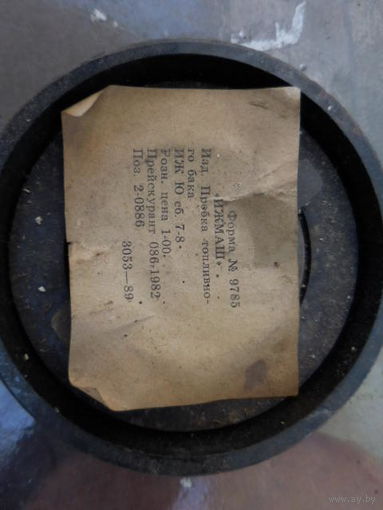 Форма № 9785
„ИЖМАШ“
Изд. Пробка топливно-
го бака
ИЖ Ю сб. 7-8
Розн. цена 1-00.
Прейскурант 086.1982
Поз. 2-0886 3053—89
www.ay.by